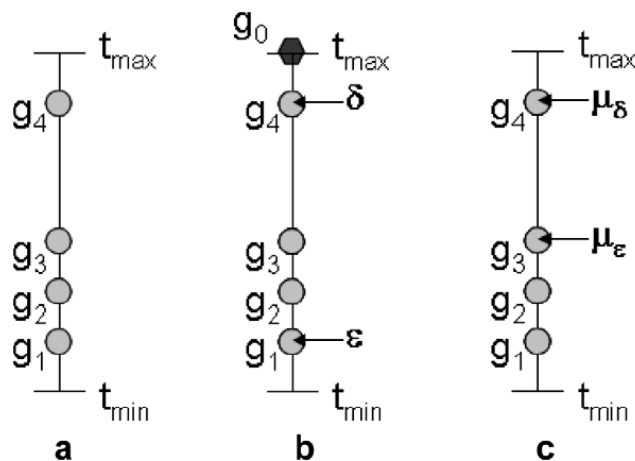 t_max
g_4
g_3
g_2
g_1
t_min
a
g_0
t_max
g_4 δ
g_3
g_2
g_1 ε
t_min
b
t_max
g_4 μ_δ
g_3 μ_ε
g_2
g_1
t_min
c